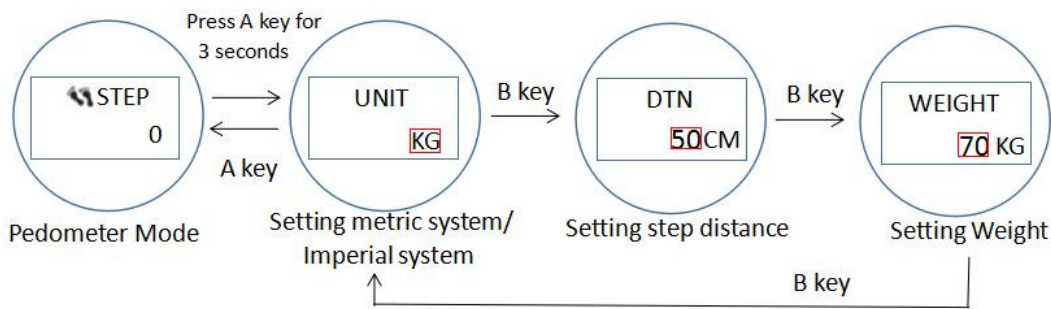 Press A key for
3 seconds
STEP
0
A key
UNIT
KG
B key
DTN
50CM
B key
WEIGHT
70 KG
Pedometer Mode
Setting metric system/
Imperial system
Setting step distance
Setting Weight
B key